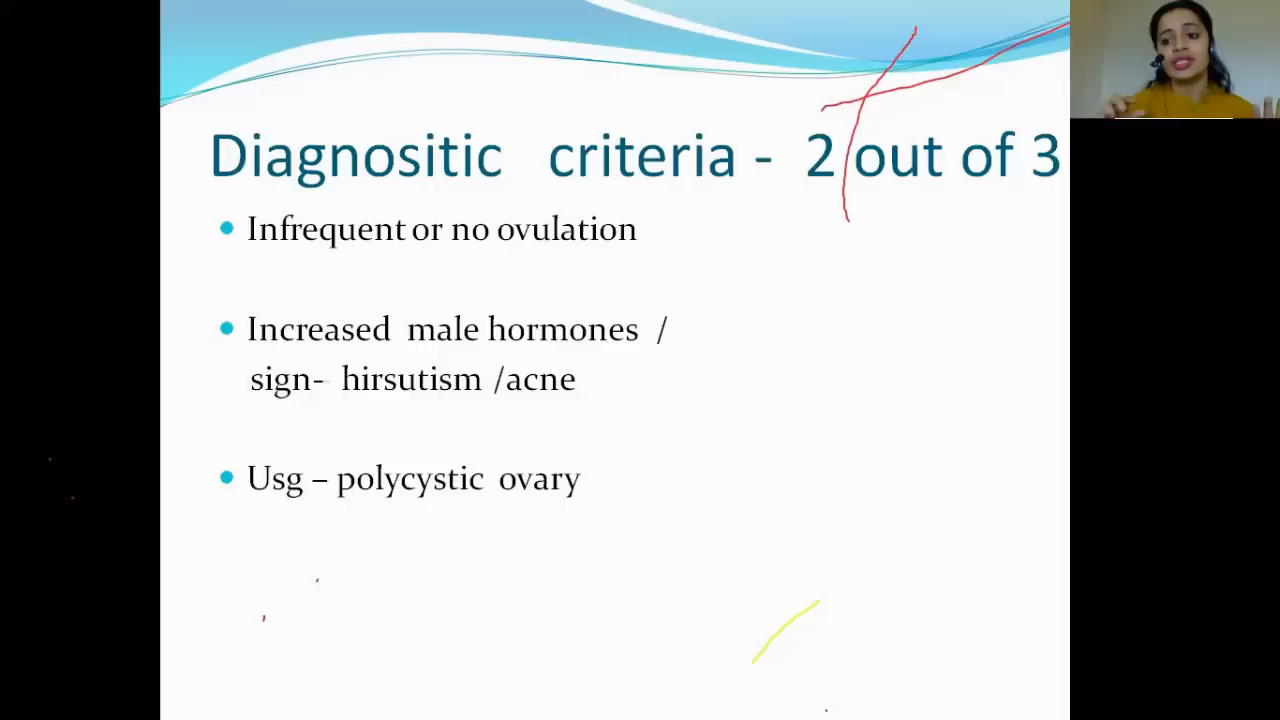 Diagnositic criteria - 2 out of 3
Infrequent or no ovulation
Increased male hormones /
sign- hirsutism /acne
Usg – polycystic ovary